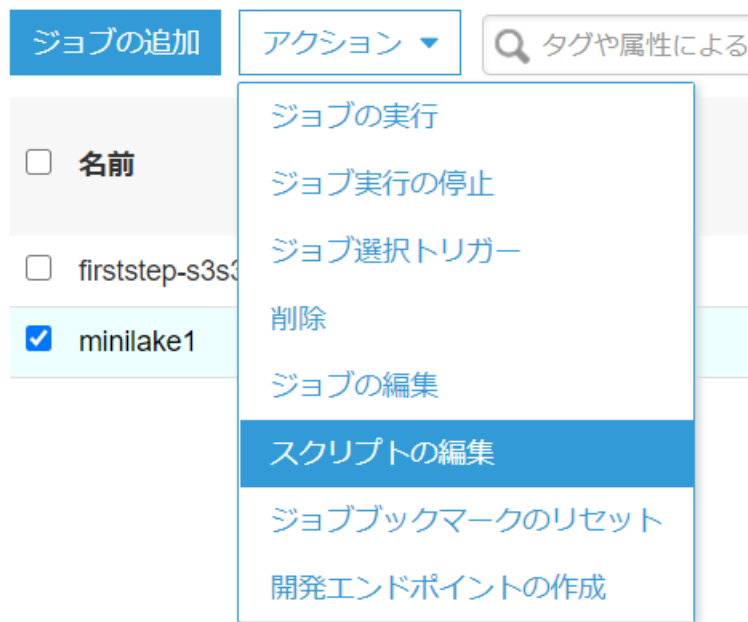 ジョブの追加
アクション
タグや属性による
名前
firststep-s3s3
minilake1
ジョブの実行
ジョブ実行の停止
ジョブ選択トリガー
削除
ジョブの編集
スクリプトの編集
ジョブブックマークのリセット
開発エンドポイントの作成